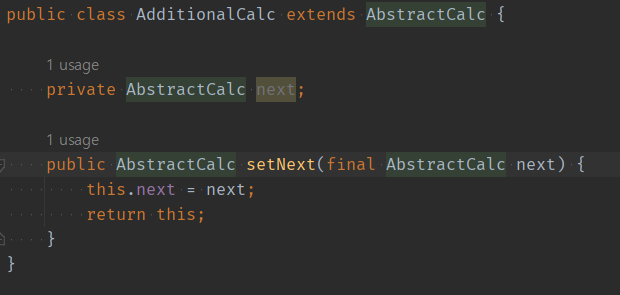 public class AdditionalCalc extends AbstractCalc {
1 usage
private AbstractCalc next;
1 usage
public AbstractCalc setNext(final AbstractCalc next) {
this.next = next;
return this;
}
}